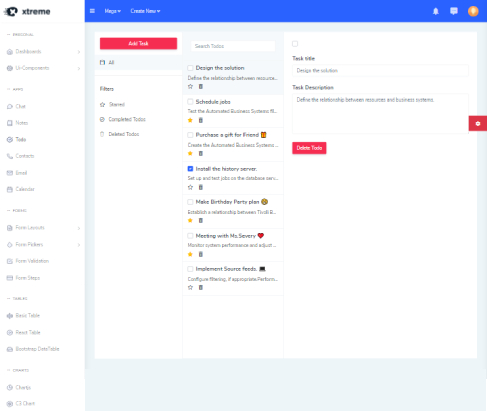 xtreme
Mega
Create New
PERSONAL
Dashboards
Ui-Components
APPS
Chat
Notes
Todo
Contacts
Email
Calendar
FORMS
Form Layouts
Form Pickers
Form Validation
Form Steps
TABLES
Basic Table
React Table
Bootstrap DataTable
CHARTS
Chartjs
C3 Chart
Add Task
All
Filters
Starred
Completed Todos
Deleted Todos
Search Todos
Design the solution
Define the relationship between resource...
Schedule jobs
Test the Automated Business Systems fil...
Purchase a gift for Friend 🎁
Create the Automated Business Systems ...
Install the history server.
Set up and test jobs on the database serv...
Make Birthday Party plan
Establish a relationship between Tivoli B...
Meeting with Ms.Savery ❤️
Monitor system performance and adjust ...
Implement Source feeds. 💻
Configure filtering, if appropriate.Perform...
Task title
Design the solution
Task Description
Define the relationship between resources and business systems
Delete Todo